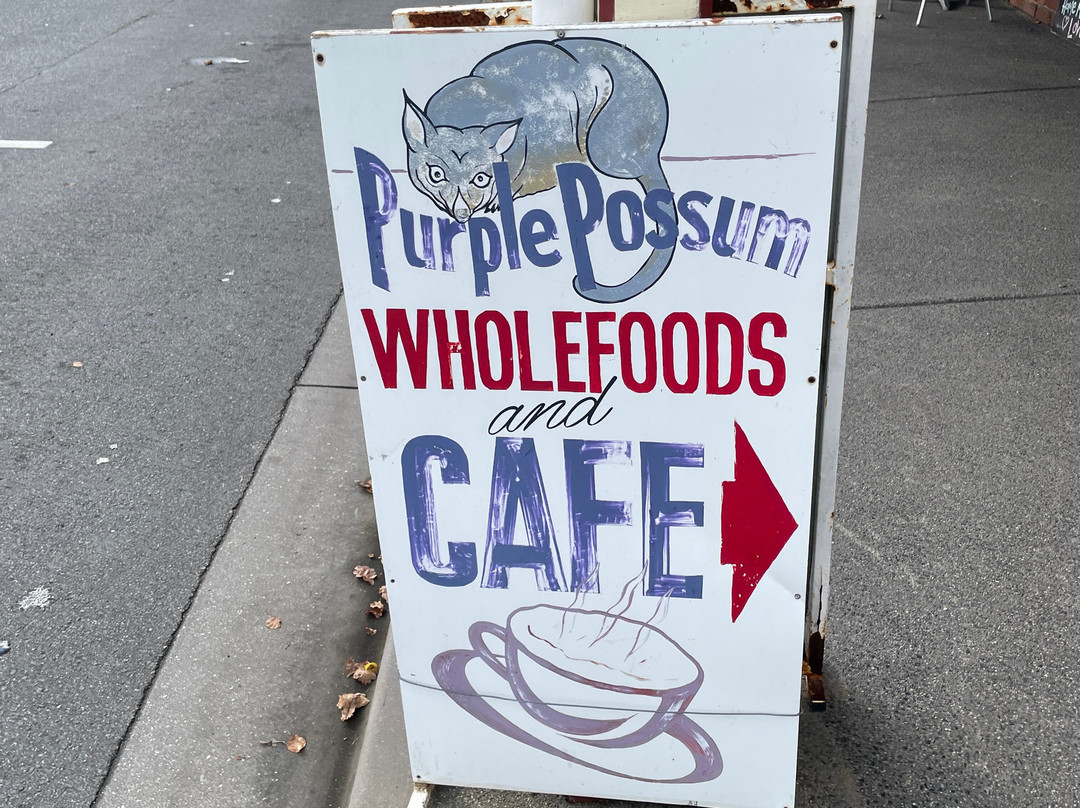 Purple Possum
WHOLEFOODS
and
CAFE